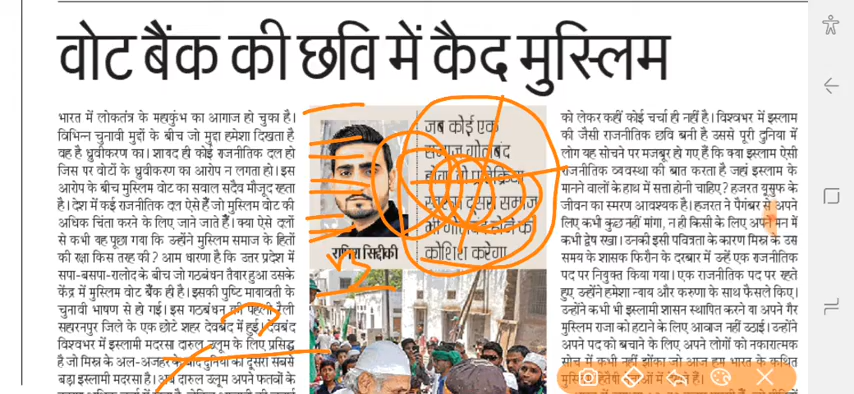 वोट बैंक की छवि में कैद मुस्लिम
भारत में लोकतंत्र के महाकुंभ का आगाज हो चुका है।
विभिन्न चुनावी मुद्दों के बीच जो मुद्दा हमेशा दिखता है
वह है ध्रुवीकरण का। शायद ही कोई राजनीतिक दल हो
जिस पर वोटों के ध्रुवीकरण का आरोप न लगता हो। इस
आरोप के बीच मुस्लिम वोट का सवाल सदैव मौजूद रहता
है। देश में कई राजनीतिक दल ऐसे हैं जो मुस्लिम वोट की
अधिक चिंता करने के लिए जाने जाते हैं। क्या ऐसे दलों
से कभी यह पूछा गया कि उन्होंने मुस्लिम समाज के हितों
की रक्षा किस तरह की? आम धारणा है कि उत्तर प्रदेश में
सपा-बसपा-रालोद के बीच जो गठबंधन तैयार हुआ उसके
केंद्र में मुस्लिम वोट बैंक ही है। इसकी पुष्टि मायावती के
चुनावी भाषण से हो गई। इस गठबंधन की पहली रैली
सहारनपुर जिले के एक छोटे शहर देवबंद में हुई। देवबंद
विश्वभर में इस्लामी मदरसा दारुल उलूम के लिए प्रसिद्ध
है जो मिस्र के अल-अजहर के बाद दुनिया का दूसरा सबसे
बड़ा इस्लामी मदरसा है। अब दारुल उलूम अपने फतवों के
सिद्दीकी
जब कोई एक
समाज गोलबंद
होगा तो प्रतिक्रिया
दूसरा समाज
भी गोलबंद होने की
कोशिश करेगा
को लेकर कहीं कोई चर्चा ही नहीं है। विश्वभर में इस्लाम
की जैसी राजनीतिक छवि बनी है उससे पूरी दुनिया में
लोग यह सोचने पर मजबूर हो गए हैं कि क्या इस्लाम ऐसी
राजनीतिक व्यवस्था की बात करता है जहां इस्लाम के
मानने वालों के हाथ में सत्ता होनी चाहिए? हजरत यूसुफ के
जीवन का स्मरण आवश्यक है। हजरत ने पैगंबर से अपने
लिए कभी कुछ नहीं मांगा, न ही किसी के लिए अपने मन में
कभी द्वेष रखा। उनकी इसी पवित्रता के कारण मिस्र के उस
समय के शासक फिरौन के दरबार में उन्हें एक राजनीतिक
पद पर नियुक्त किया गया। एक राजनीतिक पद पर रहते
हुए उन्होंने हमेशा न्याय और करुणा के साथ फैसले किए।
उन्होंने कभी भी इस्लामी शासन स्थापित करने या अपने गैर
मुस्लिम राजा को हटाने के लिए आवाज नहीं उठाई। उन्होंने
अपने पद को बचाने के लिए अपने लोगों को नकारात्मक
सोच में कभी नहीं झोंका जो आज हम भारत के कथित